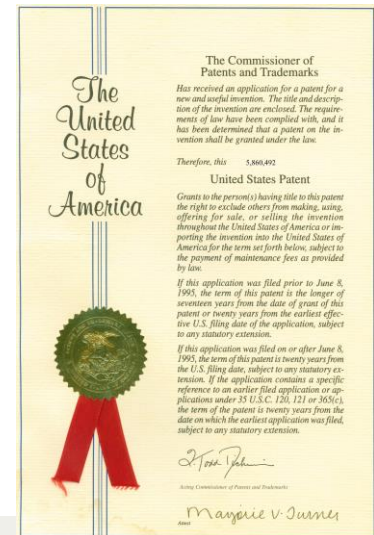 The
United
States
of
America
The Commissioner of
Patents and Trademarks
Has received an application for a patent for a
new and useful invention. The title and descrip-
tion of the invention are enclosed. The require-
ments of law have been complied with, and it
has been determined that a patent on the in-
vention shall be granted under the law.
Therefore, this 5,860,492
United States Patent
Grants to the person(s) having title to this patent
the right to exclude others from making, using,
offering for sale, or selling the invention
throughout the United States of America or im-
porting the invention into the United States of
America for the term set forth below, subject to
the payment of maintenance fees as provided
by law.
If this application was filed prior to June 8,
1995, the term of this patent is the longer of
seventeen years from the date of grant of this
patent or twenty years from the earliest effec-
tive U.S. filing date of the application, subject
to any statutory extension.
If this application was filed on or after June 8,
1995, the term of this patent is twenty years from
the U.S. filing date, subject to any statutory ex-
tension. If the application contains a specific
reference to an earlier filed application or ap-
plications under 35 U.S.C. 120, 121 or 365(c),
the term of the patent is twenty years from the
date on which the earliest application was filed,
subject to any statutory extension.
Acting Commissioner of Patents and Trademarks
Marjorie V. Turner
Attest